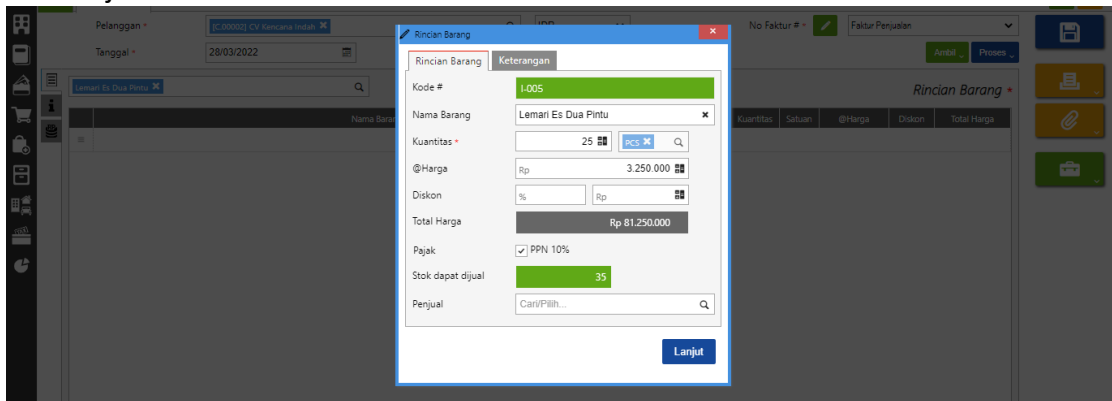 Pelanggan *
[C.00002] CV Kencana Indah
IDR
No Faktur # *
Faktur Penjualan
Tanggal *
28/03/2022
Ambil
Proses
Lemari Es Dua Pintu
Rincian Barang *
Nama Baran
Kuantitas
Satuan
@Harga
Diskon
Total Harga
Rincian Barang
Rincian Barang
Keterangan
Kode #
I-005
Nama Barang
Lemari Es Dua Pintu
Kuantitas *
25
PCS
@Harga
Rp 3.250.000
Diskon
%
Rp
Total Harga
Rp 81.250.000
Pajak
PPN 10%
Stok dapat dijual
35
Penjual
Cari/Pilih...
Lanjut